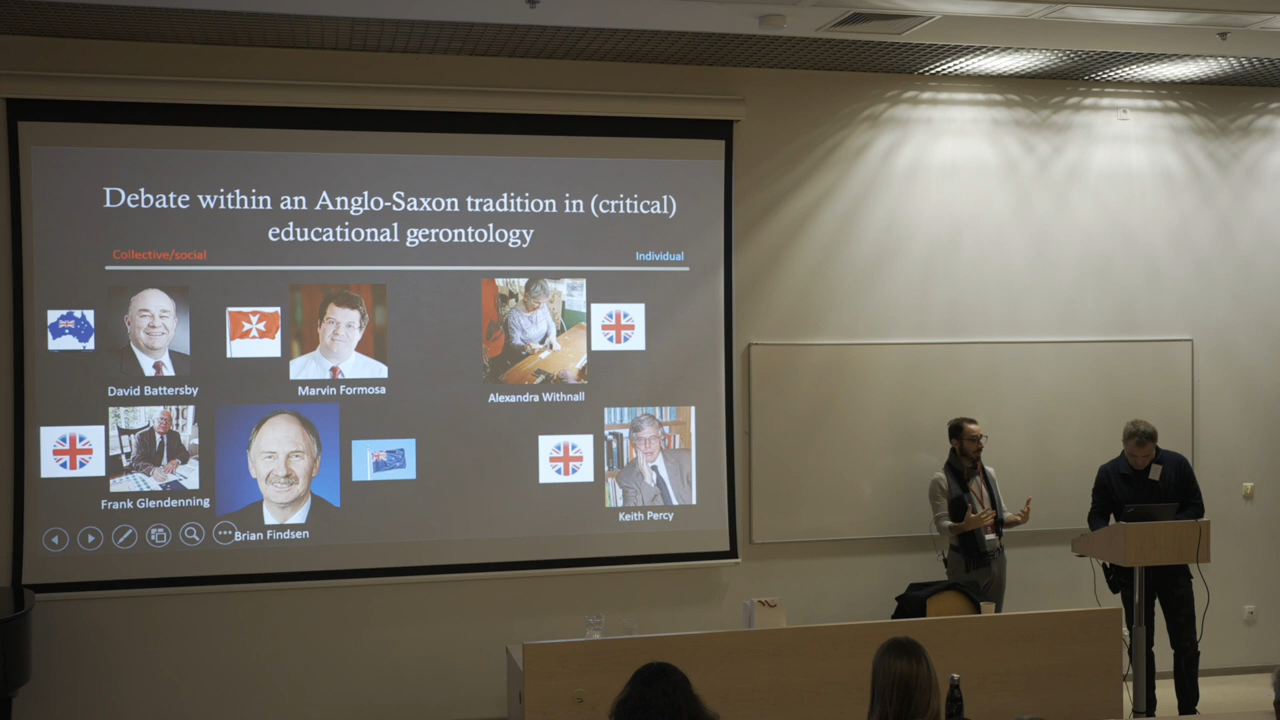 Debate within an Anglo-Saxon tradition in (critical)
educational gerontology
Collective/social
Individual
David Battersby
Marvin Formosa
Alexandra Withnall
Frank Glendenning
Brian Findsen
Keith Percy